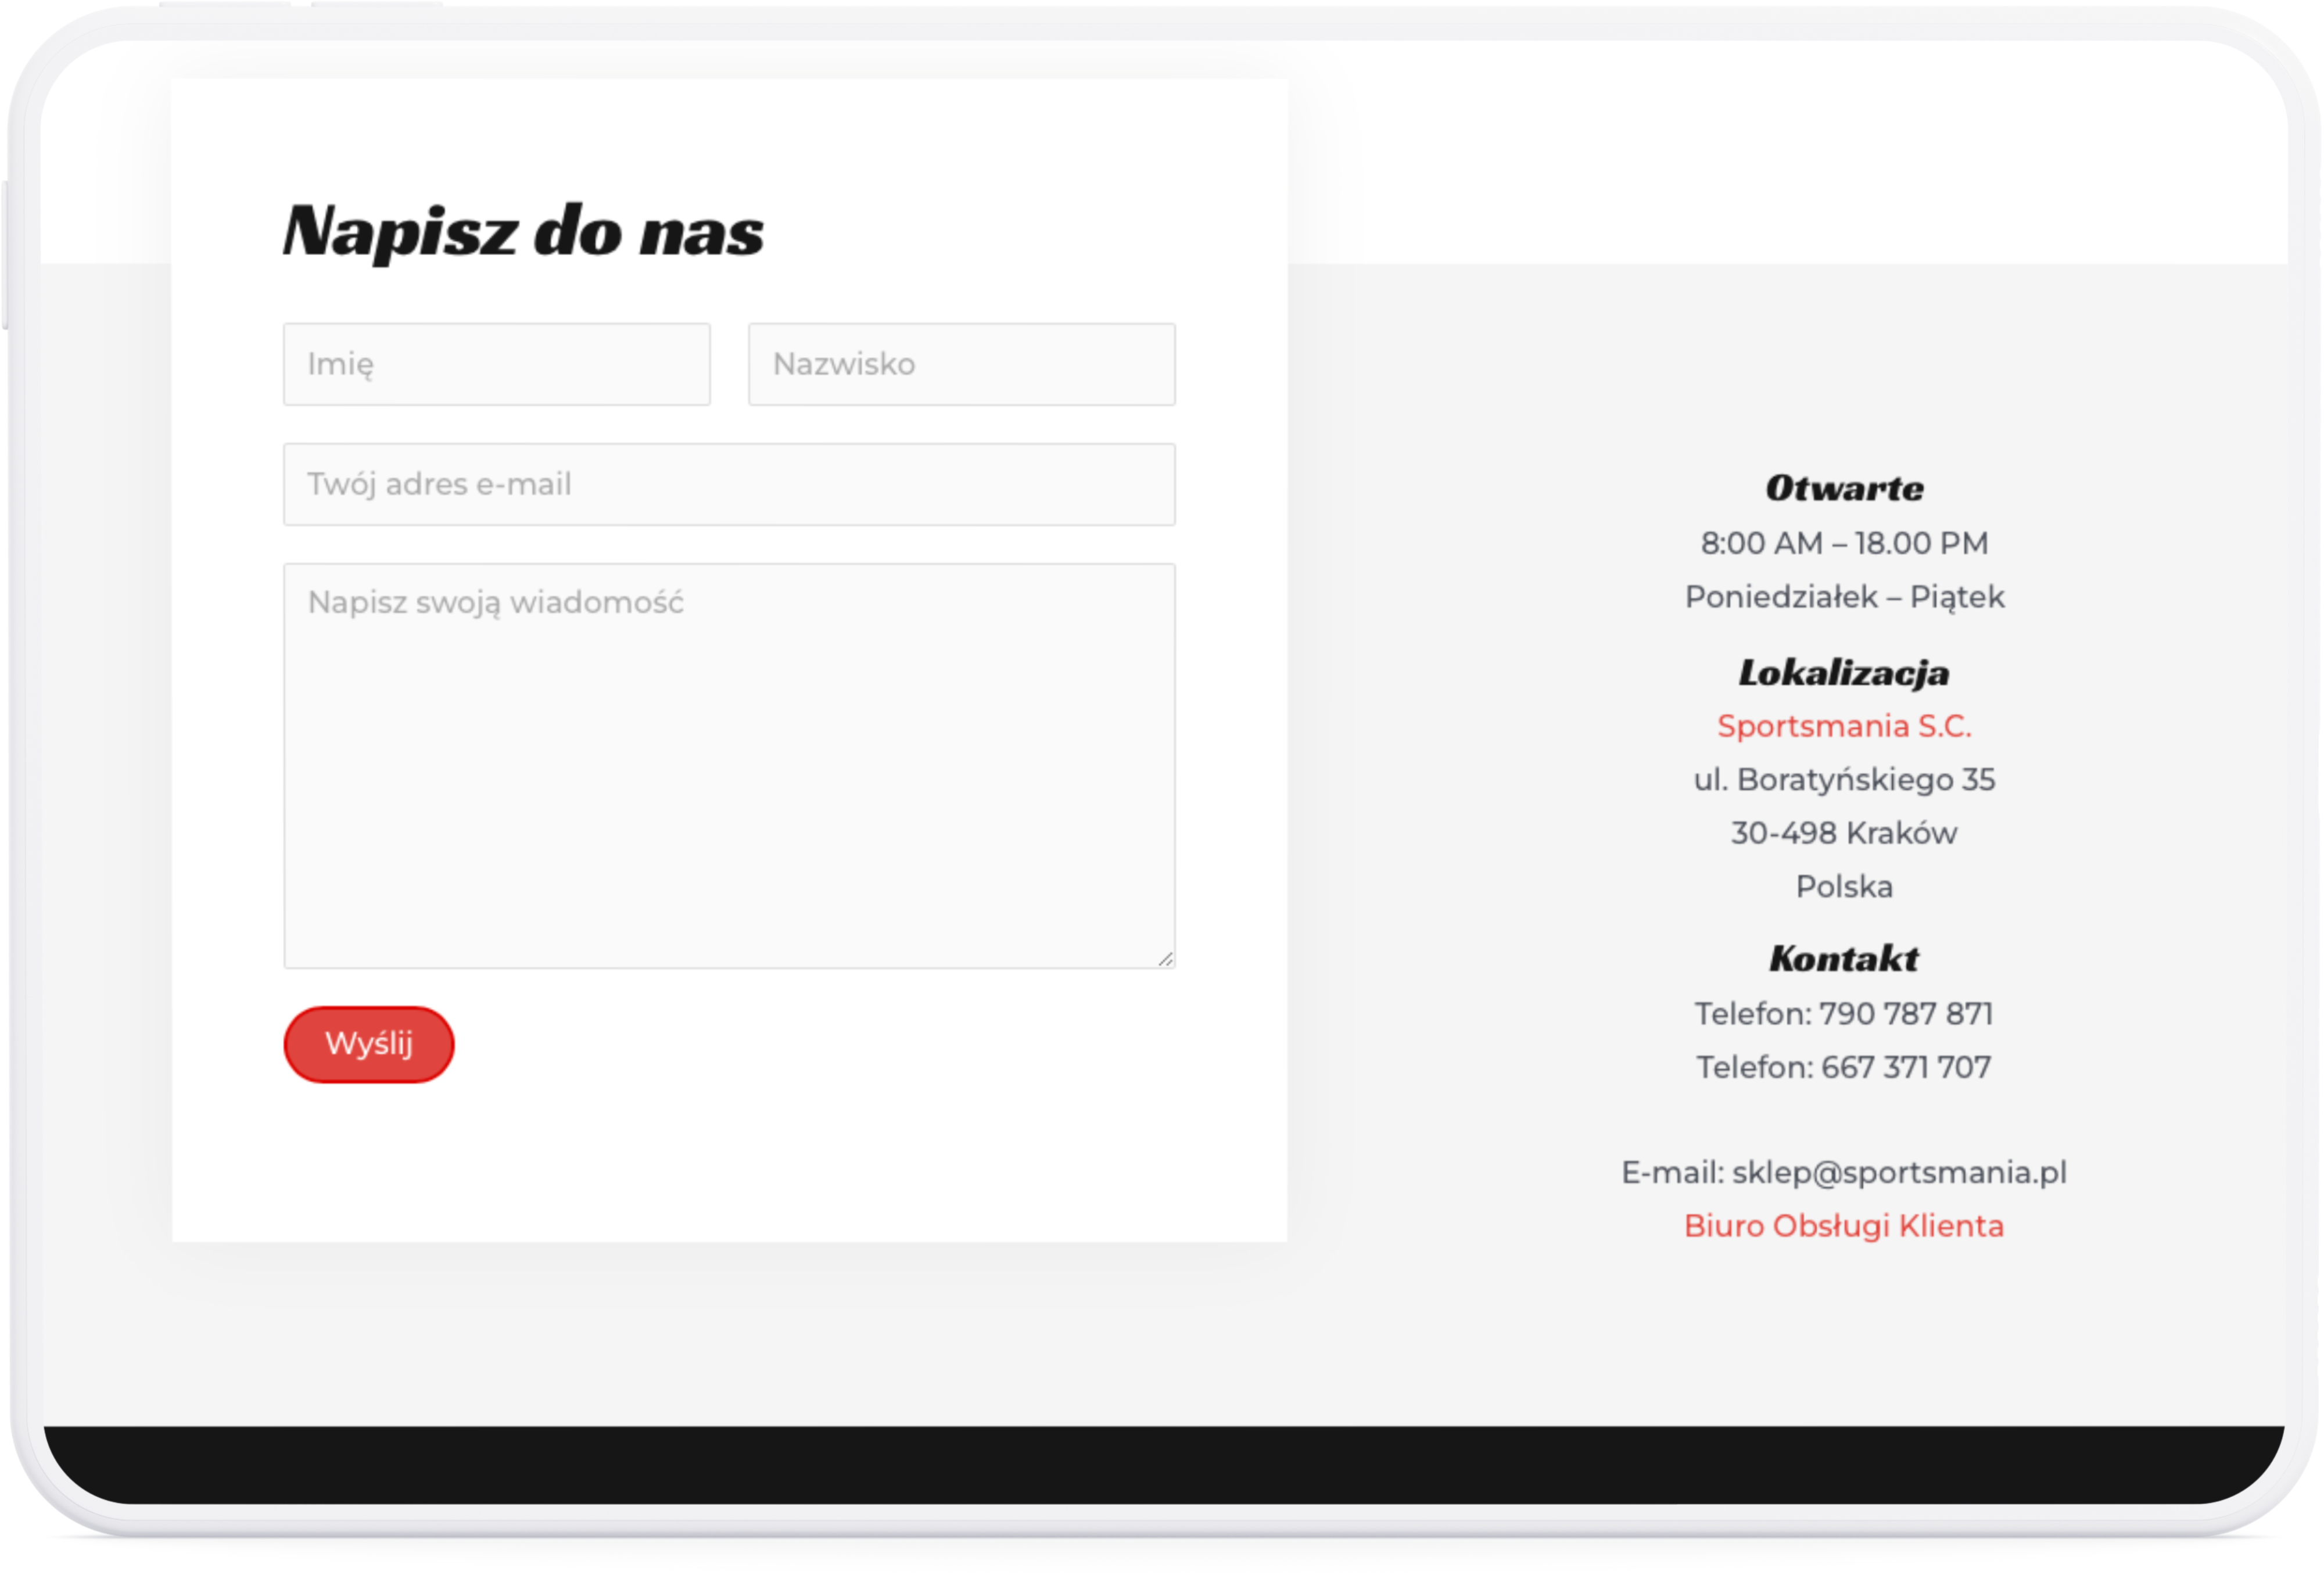 Napisz do nas
Imię
Nazwisko
Twój adres e-mail
Napisz swoją wiadomość
Wyślij
Otwarte
8:00 AM – 18.00 PM
Poniedziałek – Piątek
Lokalizacja
Sportsmania S.C.
ul. Boratyńskiego 35
30-498 Kraków
Polska
Kontakt
Telefon: 790 787 871
Telefon: 667 371 707
E-mail: sklep@sportsmania.pl
Biuro Obsługi Klienta